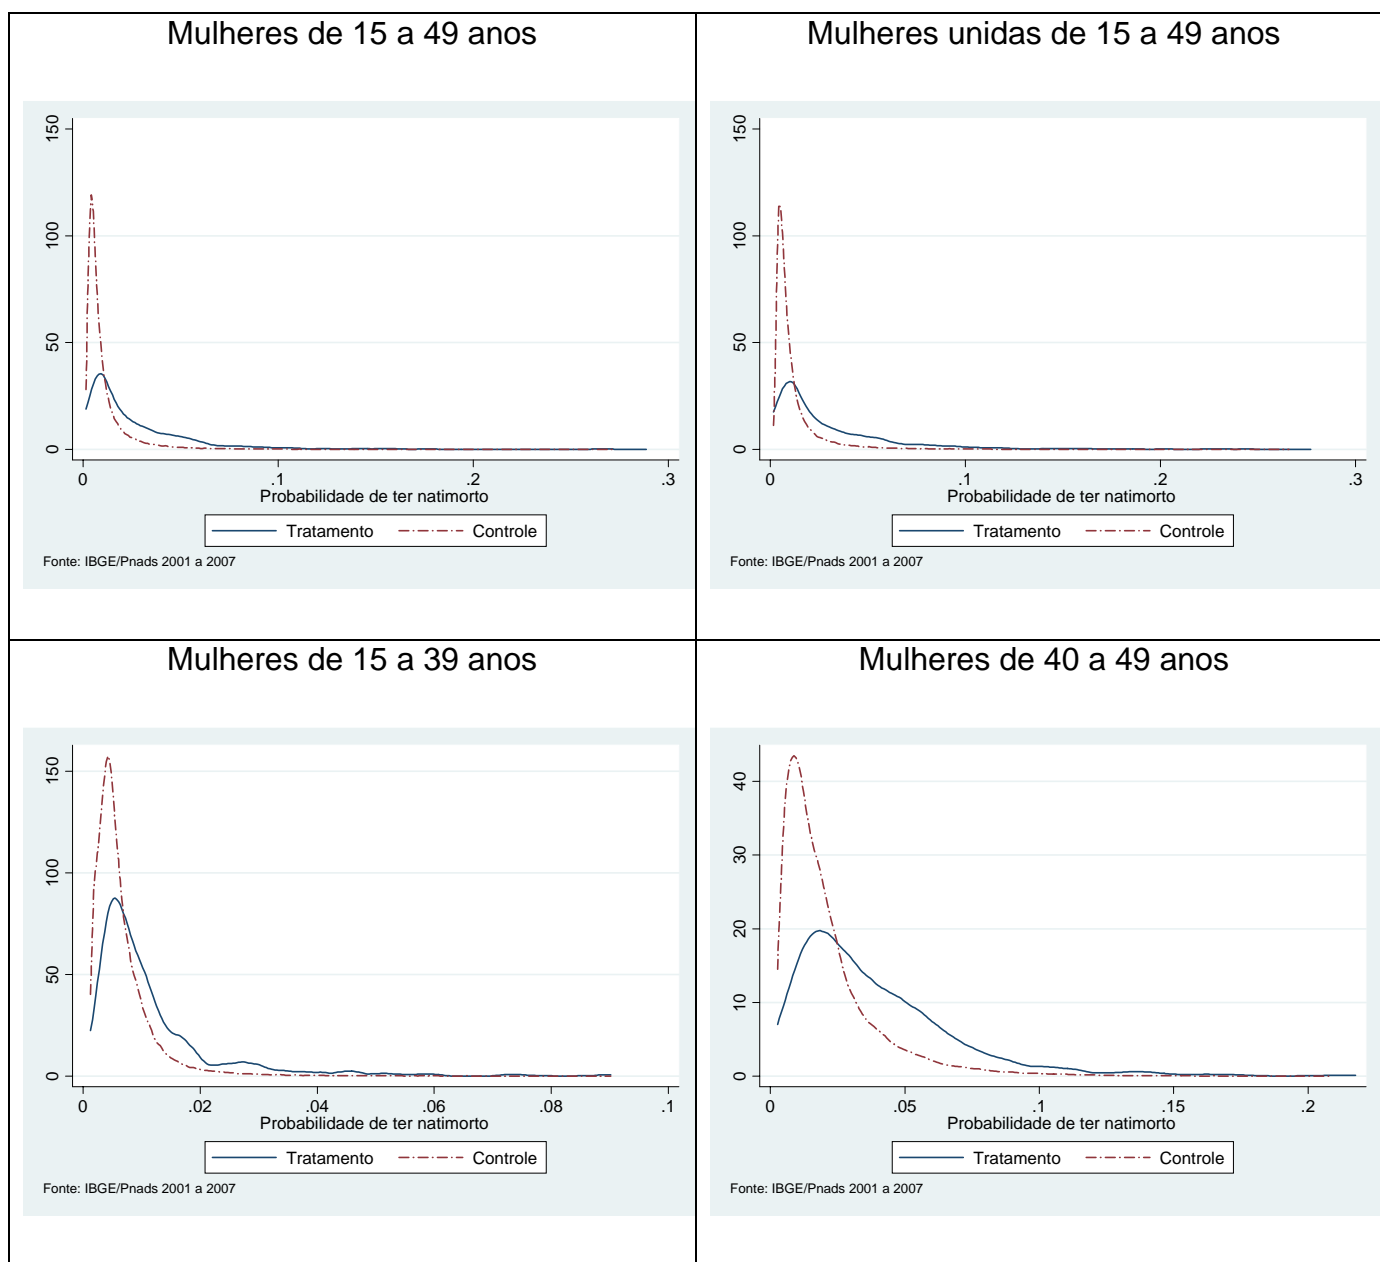 Mulheres de 15 a 49 anos
150
100
50
0
0 .1 .2 .3
Probabilidade de ter natimorto
Tratamento Controle
Fonte: IBGE/Pnads 2001 a 2007
Mulheres unidas de 15 a 49 anos
150
100
50
0
0 .1 .2 .3
Probabilidade de ter natimorto
Tratamento Controle
Fonte: IBGE/Pnads 2001 a 2007
Mulheres de 15 a 39 anos
150
100
50
0
0 .02 .04 .06 .08 .1
Probabilidade de ter natimorto
Tratamento Controle
Fonte: IBGE/Pnads 2001 a 2007
Mulheres de 40 a 49 anos
40
30
20
10
0
0 .05 .1 .15 .2
Probabilidade de ter natimorto
Tratamento Controle
Fonte: IBGE/Pnads 2001 a 2007